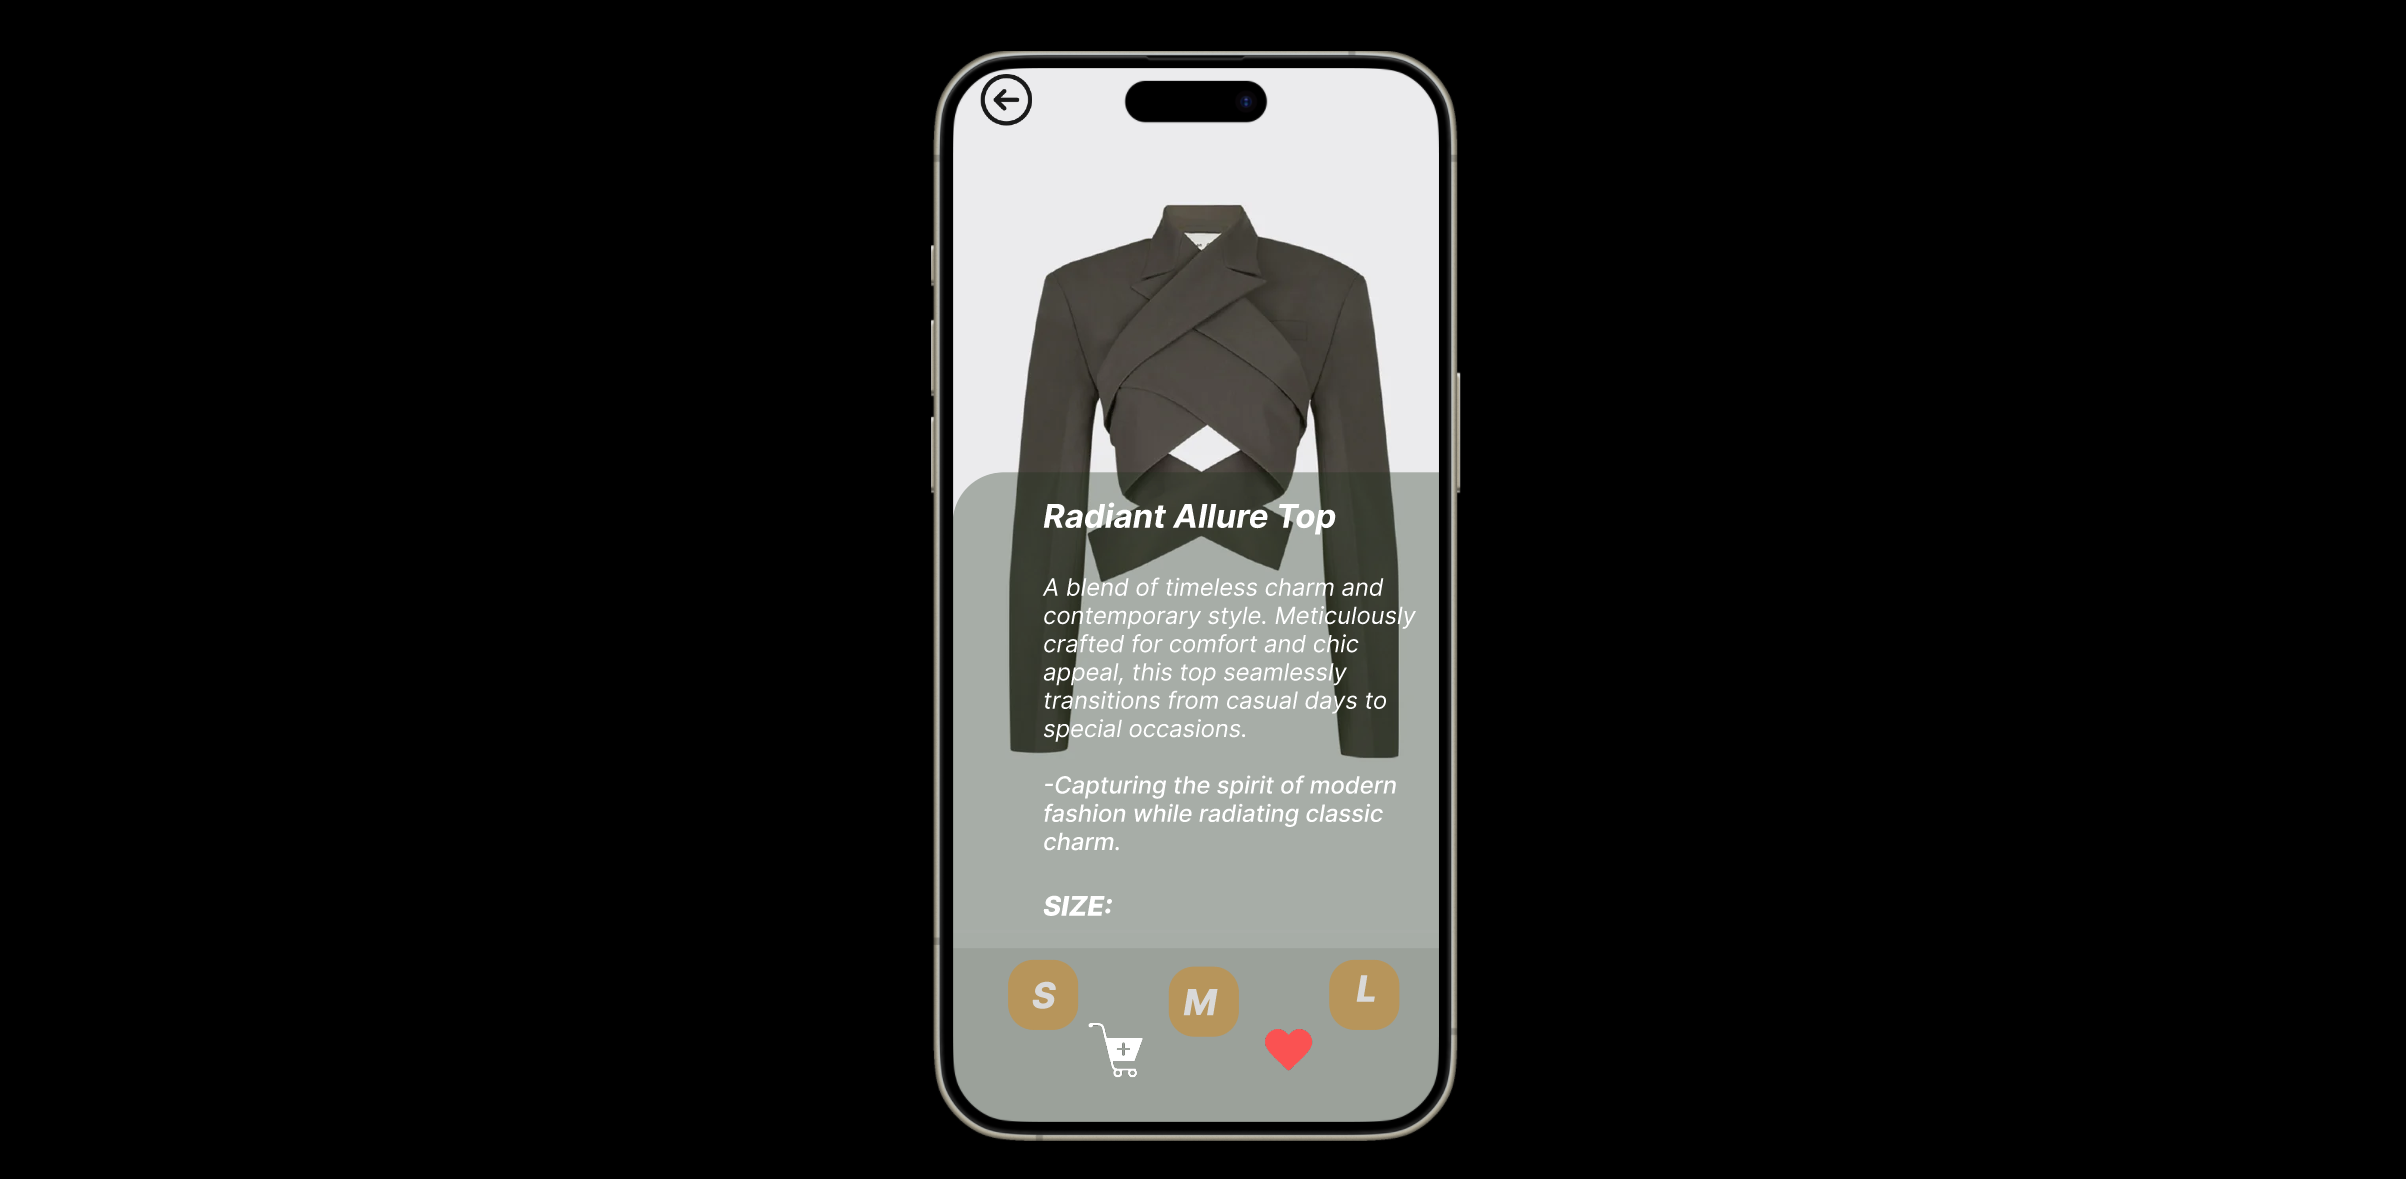 Radiant Allure Top
A blend of timeless charm and
contemporary style. Meticulously
crafted for comfort and chic
appeal, this top seamlessly
transitions from casual days to
special occasions.
-Capturing the spirit of modern
fashion while radiating classic
charm.
SIZE:
S M L